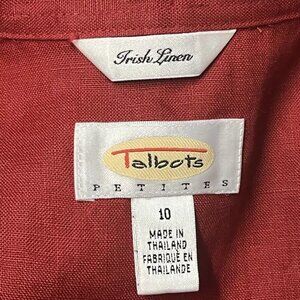 Irish Linen
Talbots
PETITES
10
MADE IN
THAILAND
FABRIQUÉ EN
THAILANDE